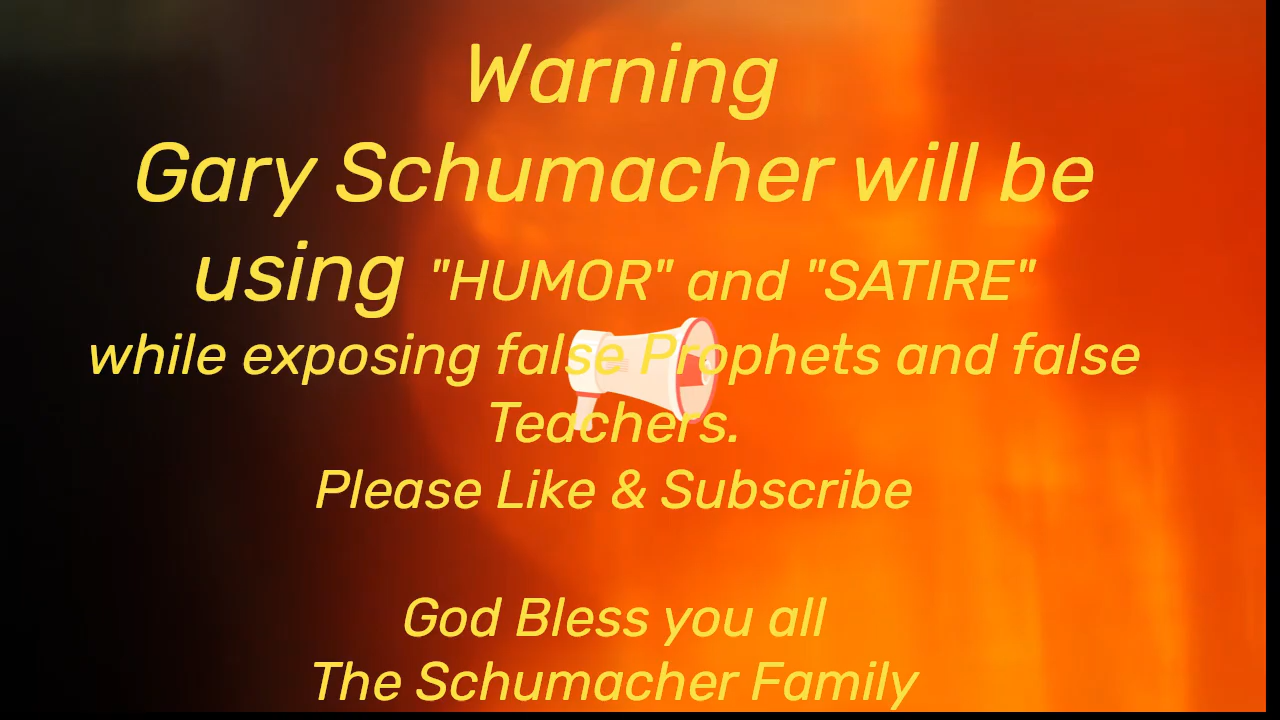 Warning
Gary Schumacher will be
using "HUMOR" and "SATIRE"
while exposing false Prophets and false
Teachers.
Please Like & Subscribe
God Bless you all
The Schumacher Family